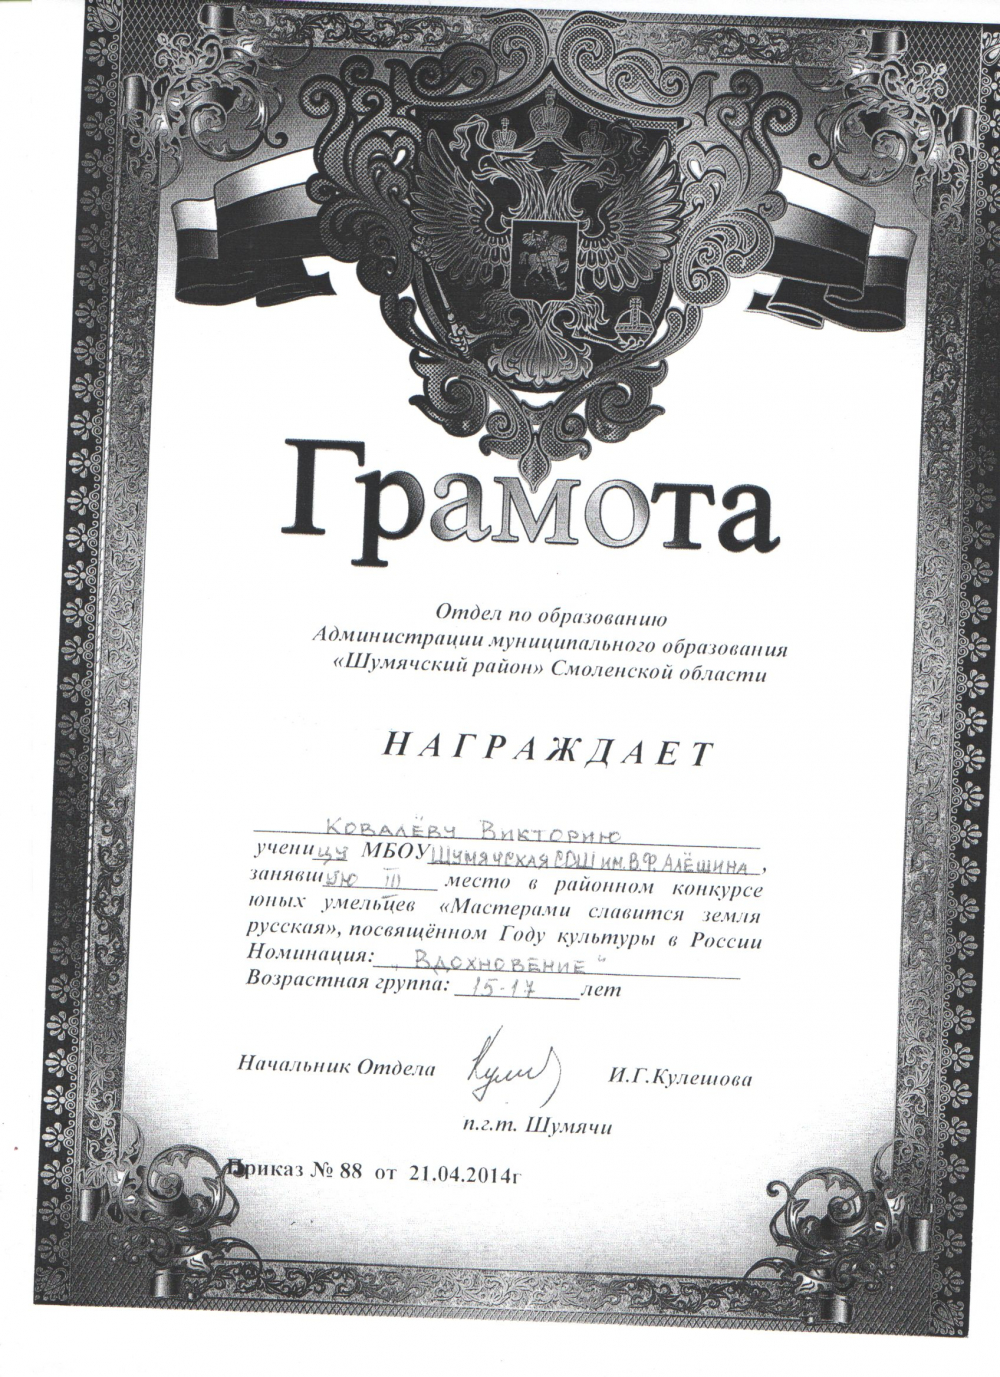 Грамота
Отдел по образованию
Администрации муниципального образования
«Шумячский район» Смоленской области
НАГРАЖДАЕТ
Ковалёву Викторию
ученицу МБОУ Шумячская СОШ им. В.Ф. Алёшина,
занявшую III место в районном конкурсе
юных умельцев «Мастерами славится земля
русская», посвящённом Году культуры в России
Номинация: „Вдохновение"
Возрастная группа: 15-17 лет
Начальник Отдела И.Г.Кулешова
п.г.т. Шумячи
Приказ № 88 от 21.04.2014г